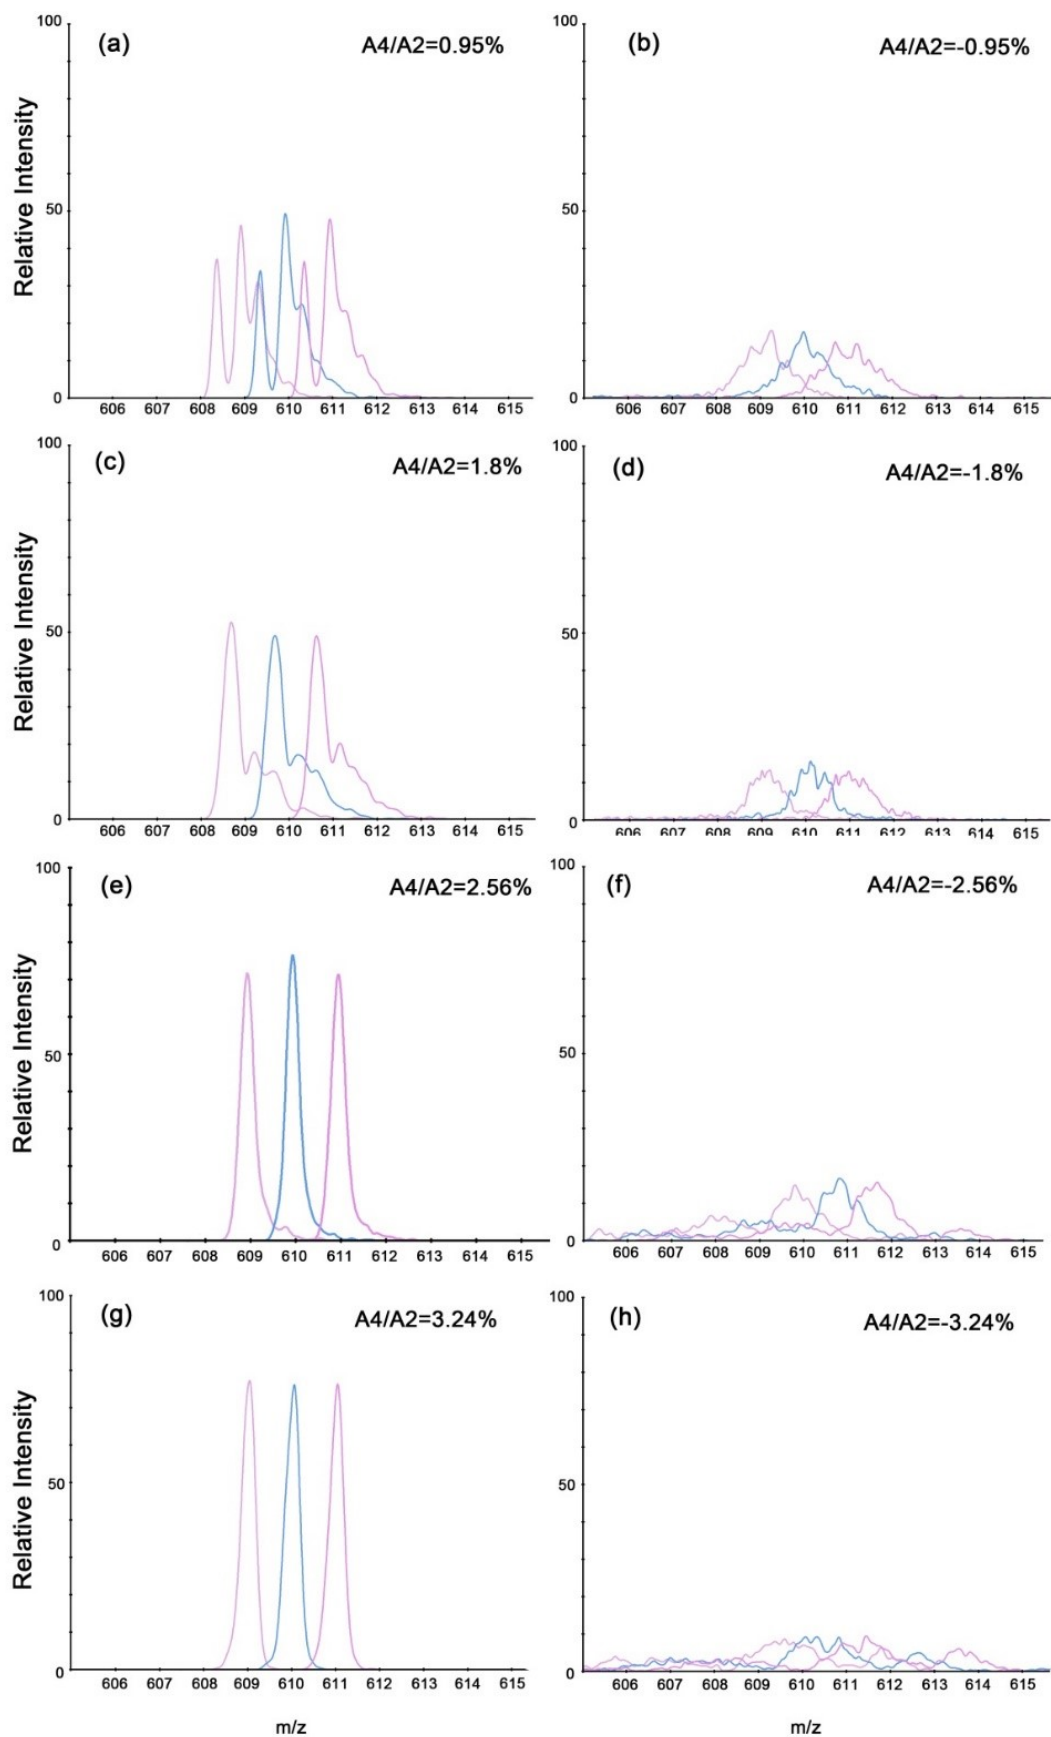 100
(a)
A4/A2=0.95%
Relative Intensity
50
0
606 607 608 609 610 611 612 613 614 615
100
(b)
A4/A2=-0.95%
50
0
606 607 608 609 610 611 612 613 614 615
100
(c)
A4/A2=1.8%
Relative Intensity
50
0
606 607 608 609 610 611 612 613 614 615
100
(d)
A4/A2=-1.8%
50
0
606 607 608 609 610 611 612 613 614 615
100
(e)
A4/A2=2.56%
Relative Intensity
50
0
606 607 608 609 610 611 612 613 614 615
100
(f)
A4/A2=-2.56%
50
0
606 607 608 609 610 611 612 613 614 615
100
(g)
A4/A2=3.24%
Relative Intensity
50
0
606 607 608 609 610 611 612 613 614 615
m/z
100
(h)
A4/A2=-3.24%
50
0
606 607 608 609 610 611 612 613 614 615
m/z